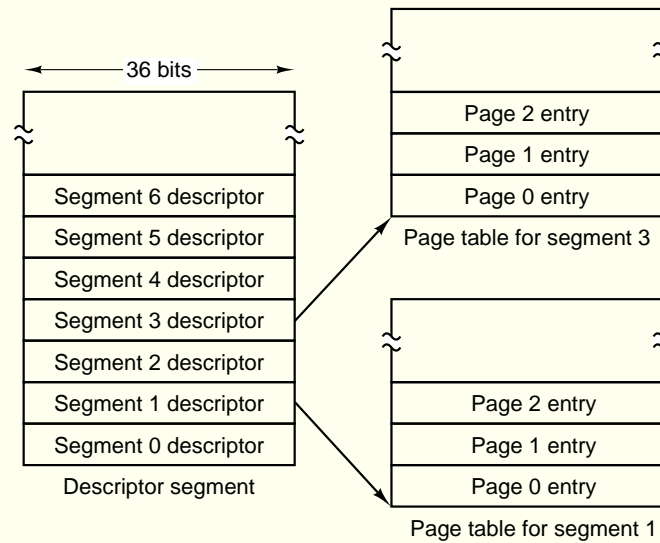 36 bits
Segment 6 descriptor
Segment 5 descriptor
Segment 4 descriptor
Segment 3 descriptor
Segment 2 descriptor
Segment 1 descriptor
Segment 0 descriptor
Descriptor segment
Page 2 entry
Page 1 entry
Page 0 entry
Page table for segment 3
Page 2 entry
Page 1 entry
Page 0 entry
Page table for segment 1